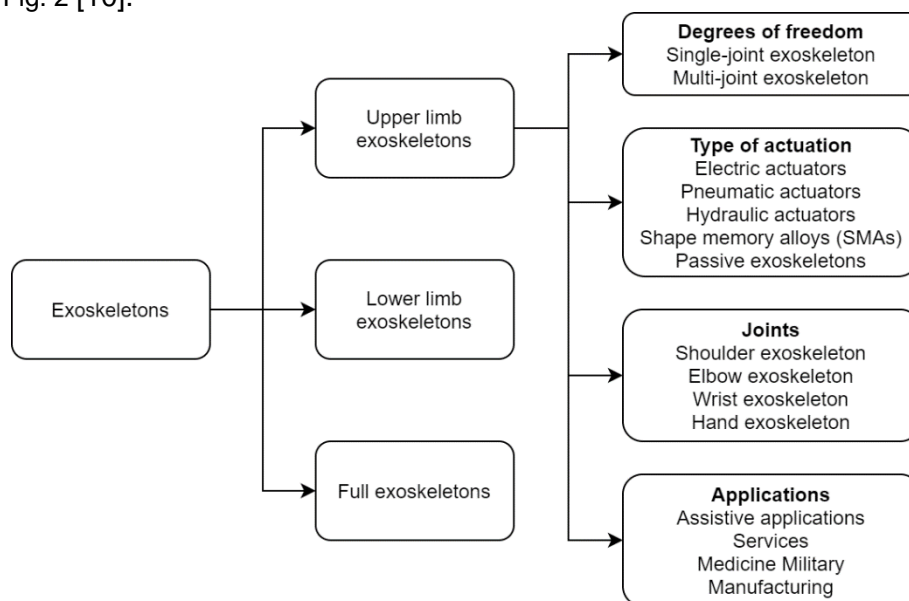 Fig. 2 [10].
Degrees of freedom
Single-joint exoskeleton
Multi-joint exoskeleton
Upper limb
exoskeletons
Type of actuation
Electric actuators
Pneumatic actuators
Hydraulic actuators
Shape memory alloys (SMAs)
Passive exoskeletons
Exoskeletons
Lower limb
exoskeletons
Joints
Shoulder exoskeleton
Elbow exoskeleton
Wrist exoskeleton
Hand exoskeleton
Full exoskeletons
Applications
Assistive applications
Services
Medicine Military
Manufacturing